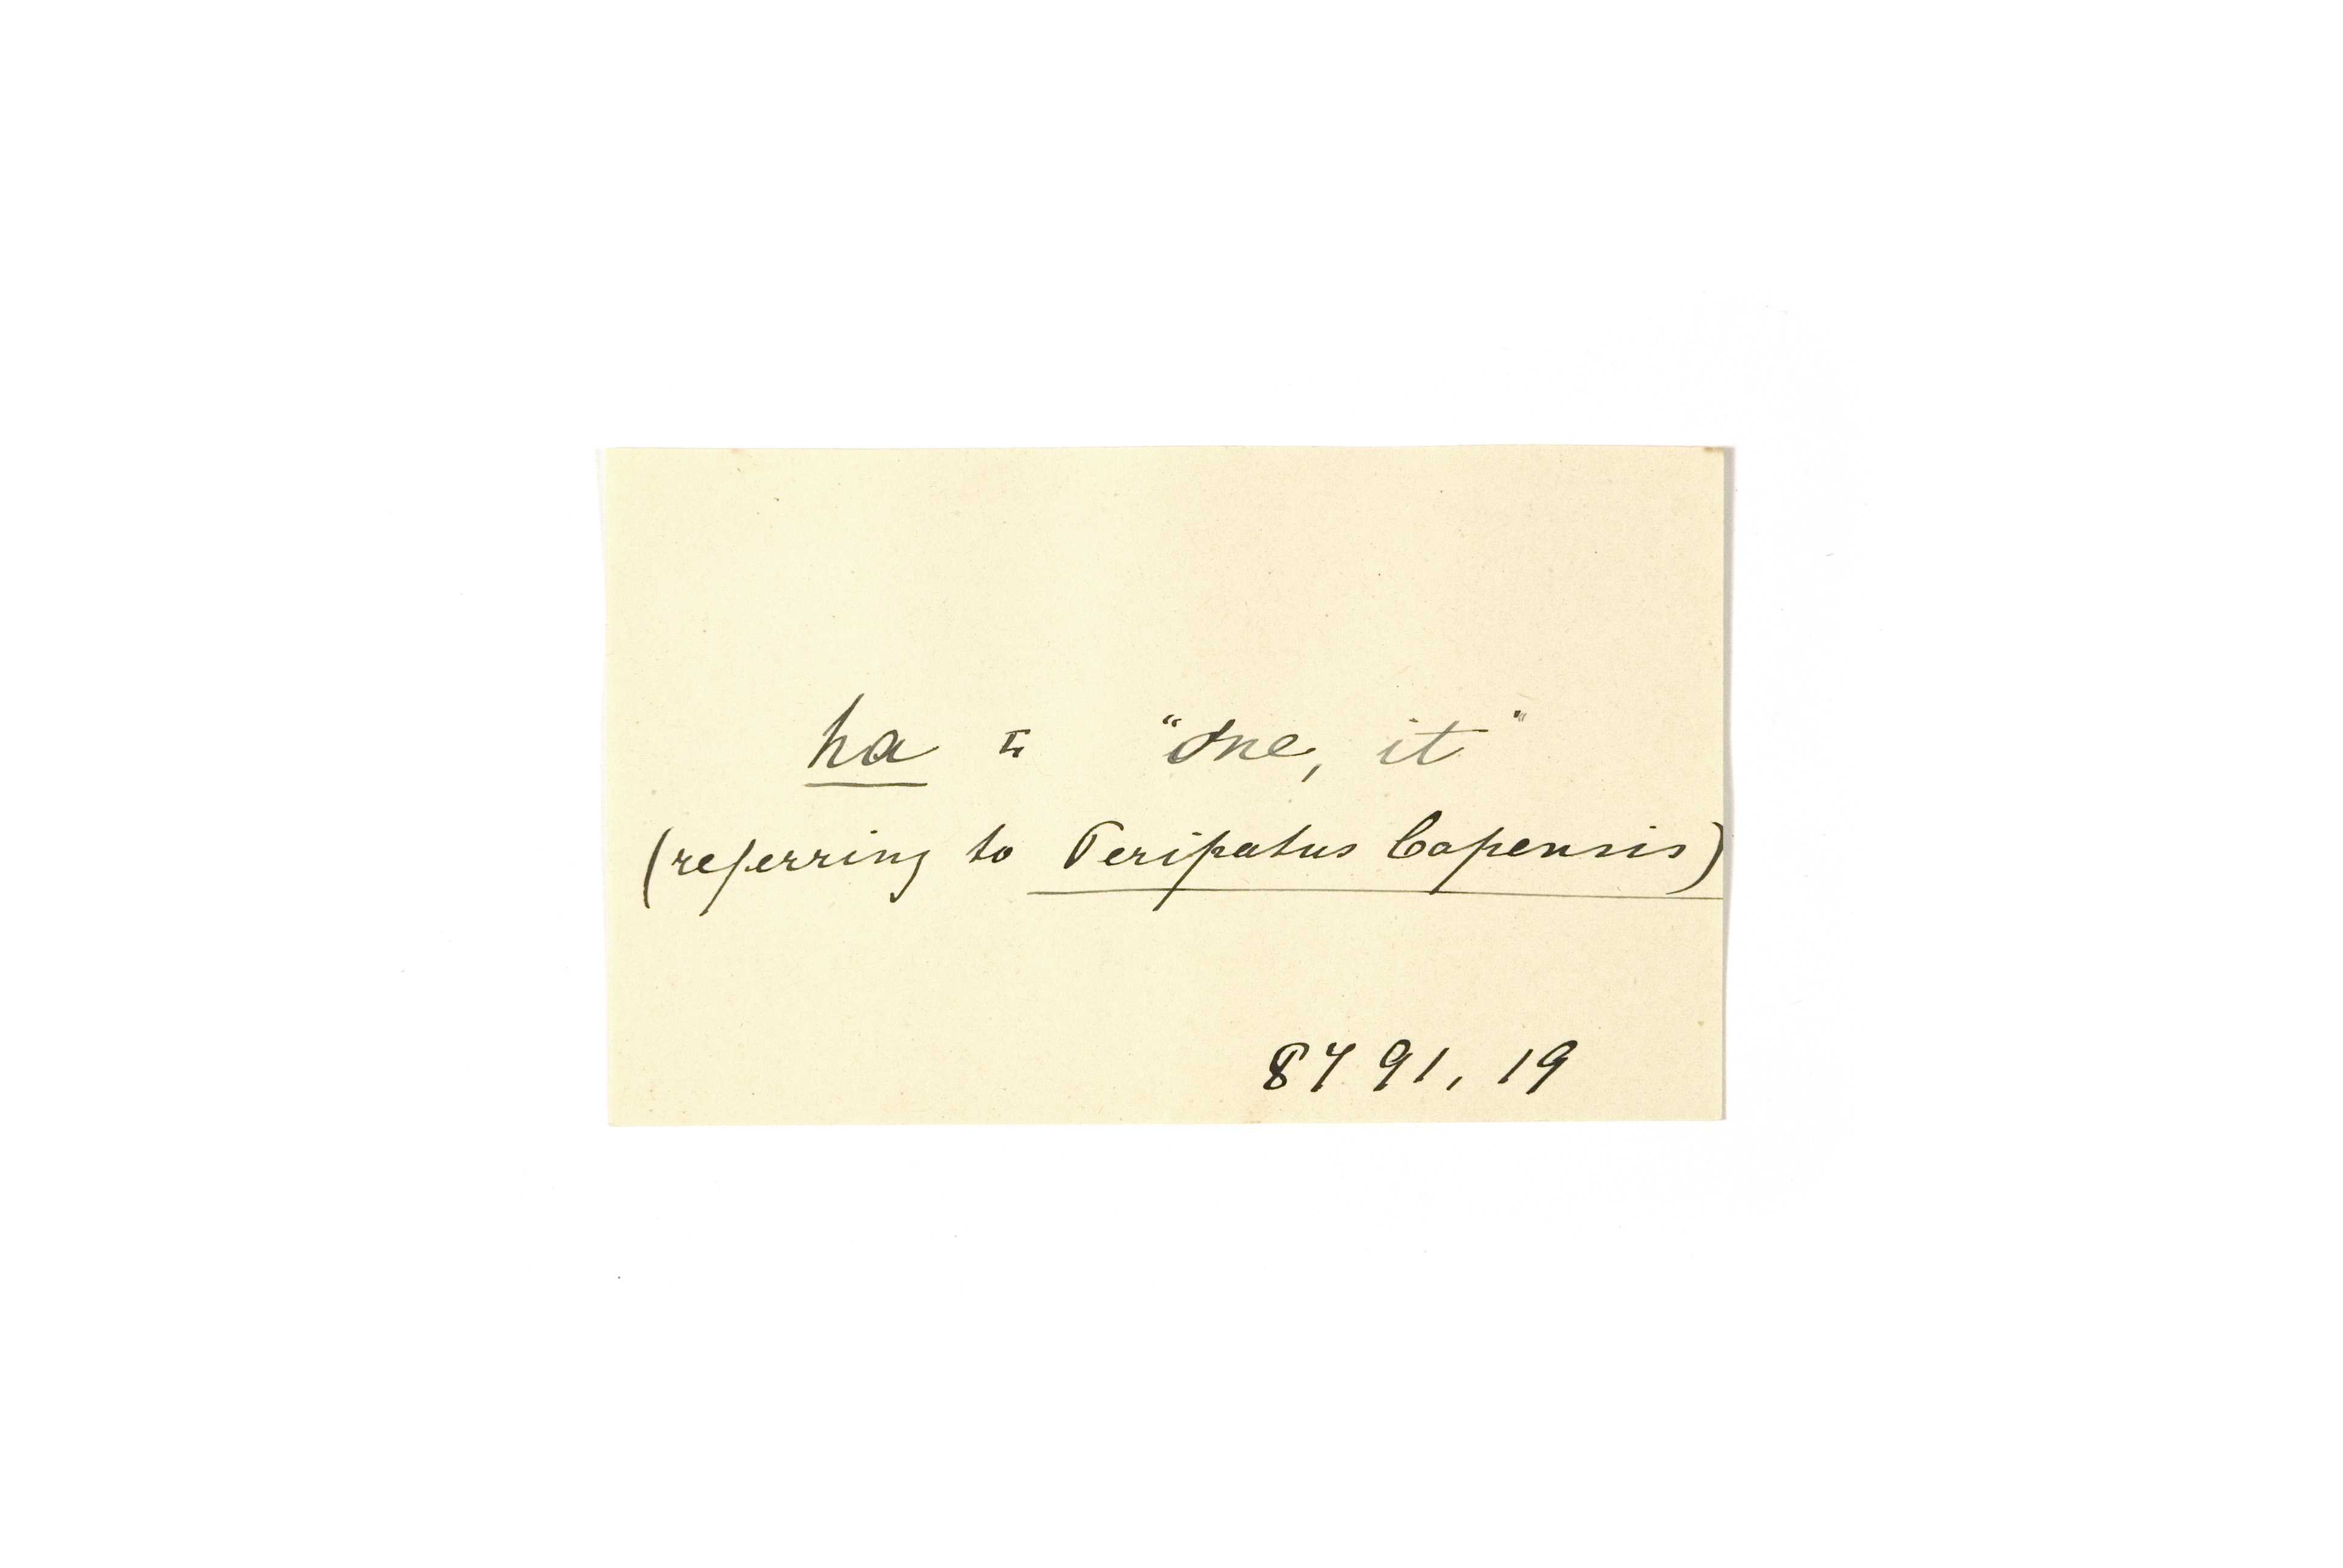 ha = "one, it"
(referring to Peripatus Capensis)
8791, 19